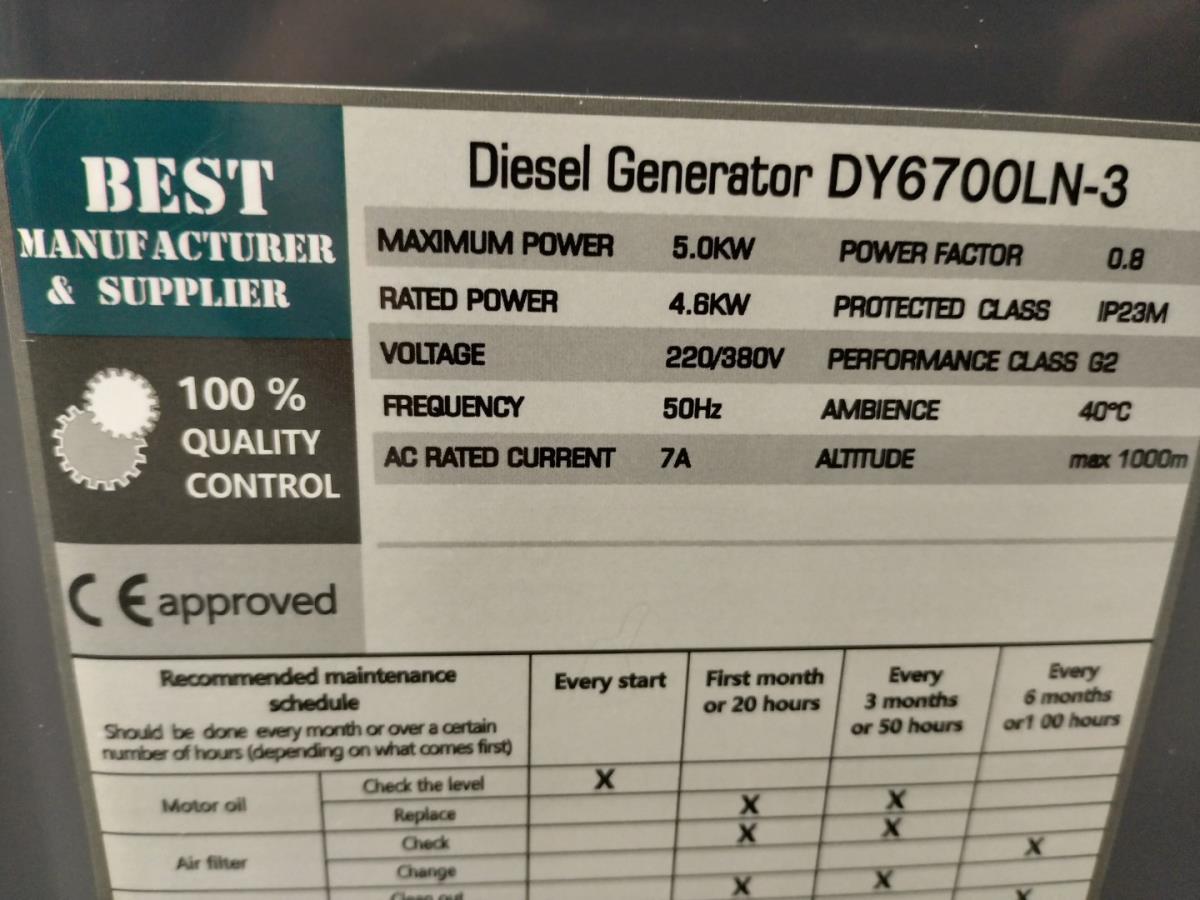 BEST
MANUFACTURER
& SUPPLIER
100 %
QUALITY
CONTROL
CE approved
Diesel Generator DY6700LN-3
MAXIMUM POWER 5.0KW POWER FACTOR 0.8
RATED POWER 4.6KW PROTECTED CLASS IP23M
VOLTAGE 220/380V PERFORMANCE CLASS G2
FREQUENCY 50Hz AMBIENCE 40°C
AC RATED CURRENT 7A ALTITUDE max 1000m
Recommended maintenance
schedule
Should be done every month or over a certain
number of hours (depending on what comes first)
Every start
First month
or 20 hours
Every
3 months
or 50 hours
Every
6 months
or1 00 hours
Motor oil
Check the level X
Replace X X
Air filter
Check X X
Change X
Clean out X X X